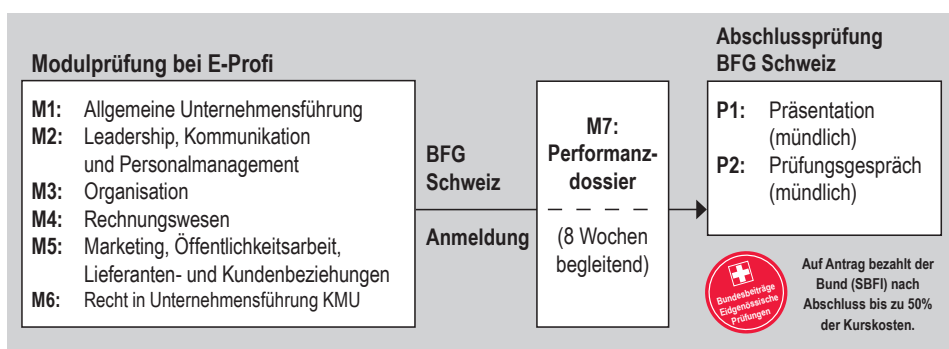 Modulprüfung bei E-Profi
M1: Allgemeine Unternehmensführung
M2: Leadership, Kommunikation
und Personalmanagement
M3: Organisation
M4: Rechnungswesen
M5: Marketing, Öffentlichkeitsarbeit,
Lieferanten- und Kundenbeziehungen
M6: Recht in Unternehmensführung KMU
BFG
Schweiz
Anmeldung
M7:
Performanz-
dossier
(8 Wochen
begleitend)
Abschlussprüfung
BFG Schweiz
P1: Präsentation
(mündlich)
P2: Prüfungsgespräch
(mündlich)
Bundesbeiträge
Eidgenössische
Prüfungen
Auf Antrag bezahlt der
Bund (SBFI) nach
Abschluss bis zu 50%
der Kurskosten.